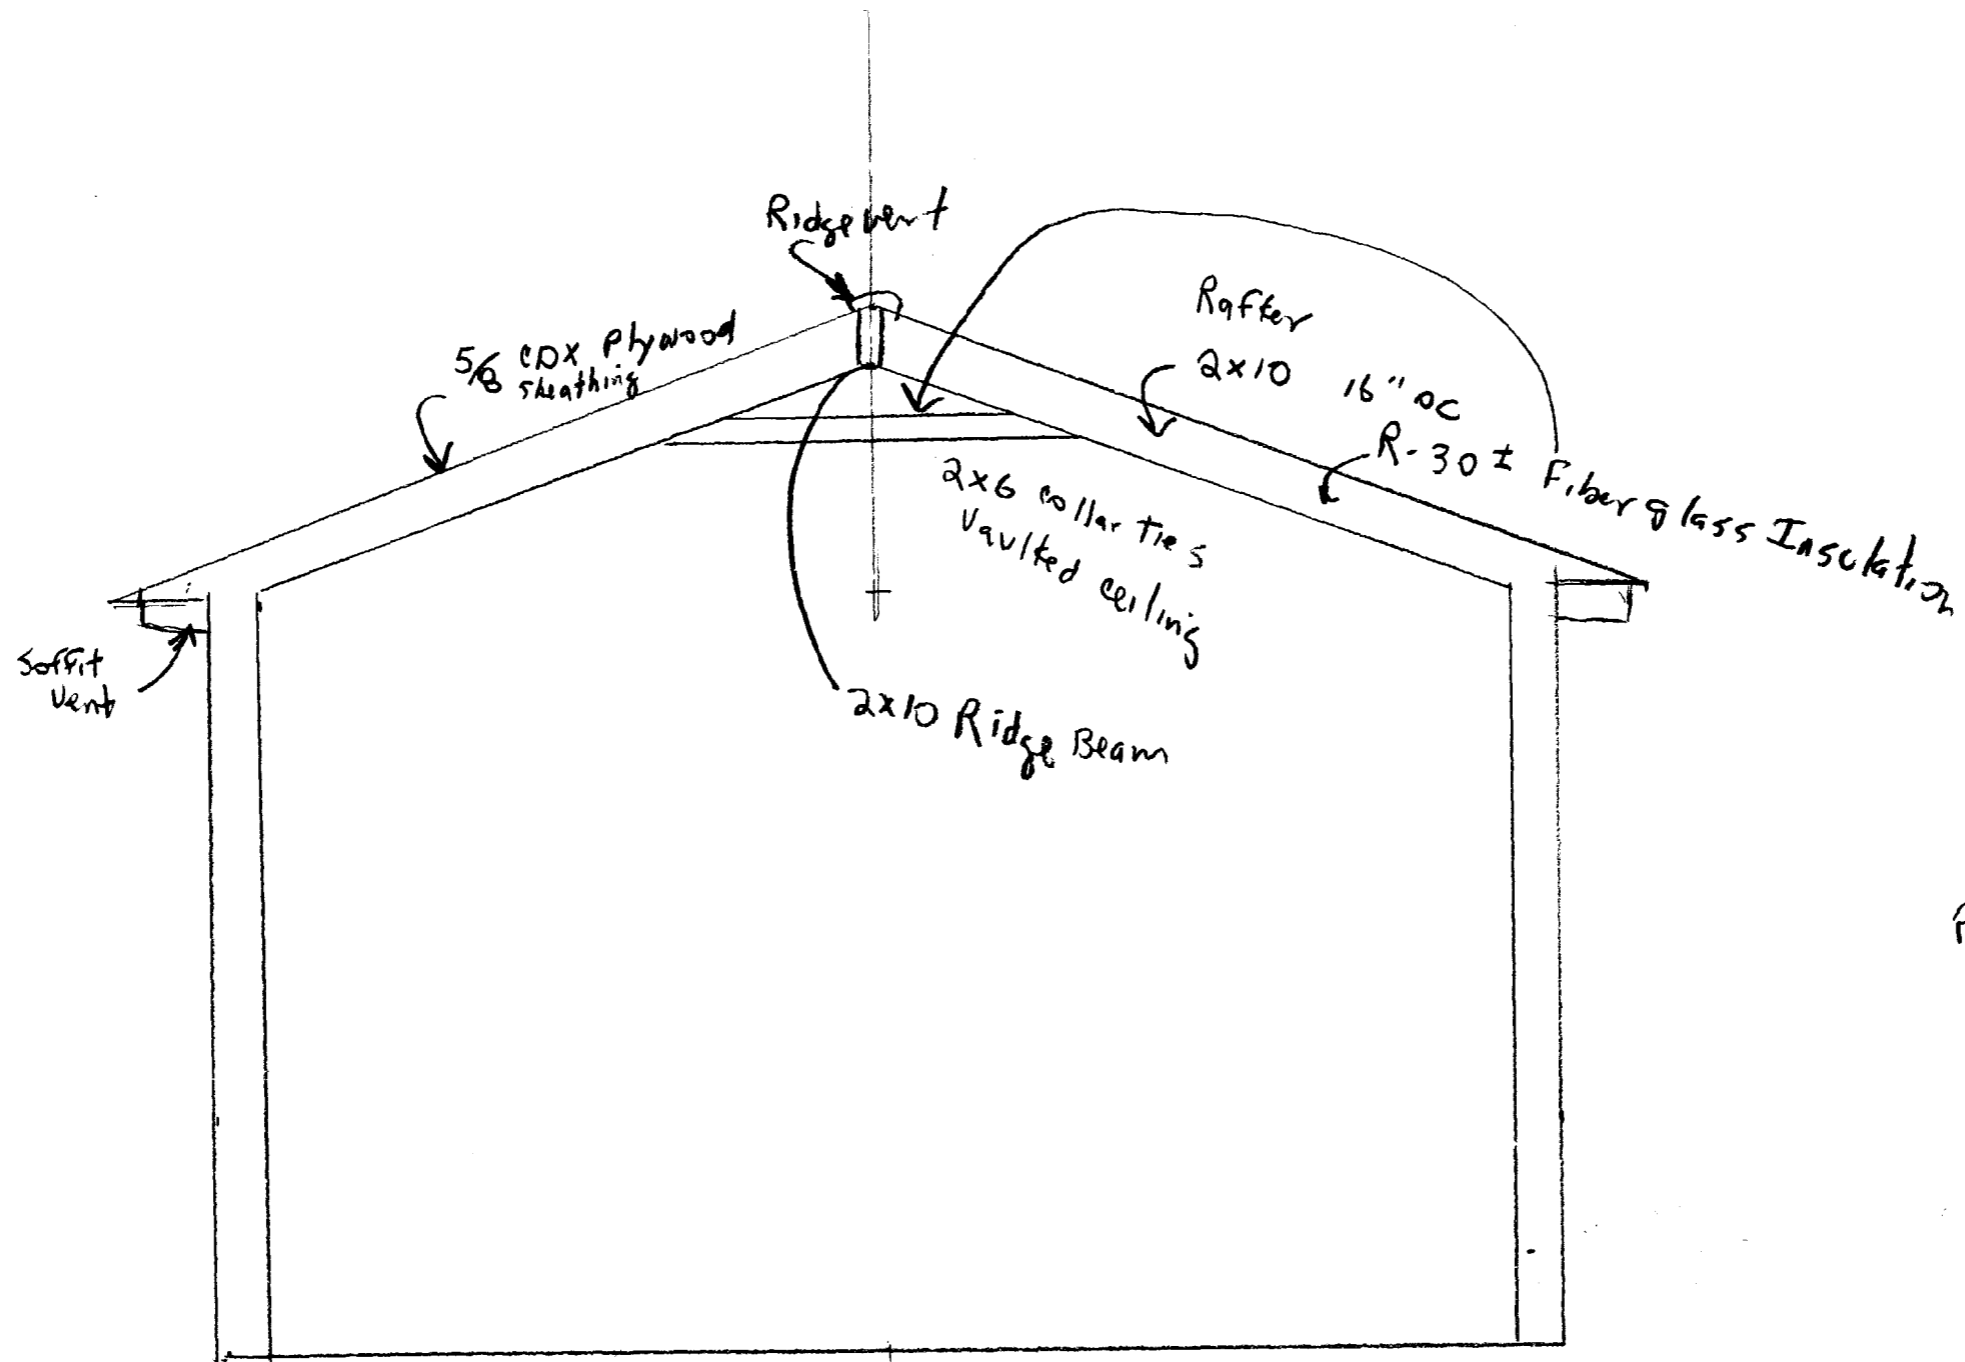 Ridge vent
5/8 CDX Plywood
sheathing
Rafter
2x10 16" OC
R-30± Fiberglass Insulation
2x6 collar Ties
Vaulted ceiling
Soffit
Vent
2x10 Ridge Beam